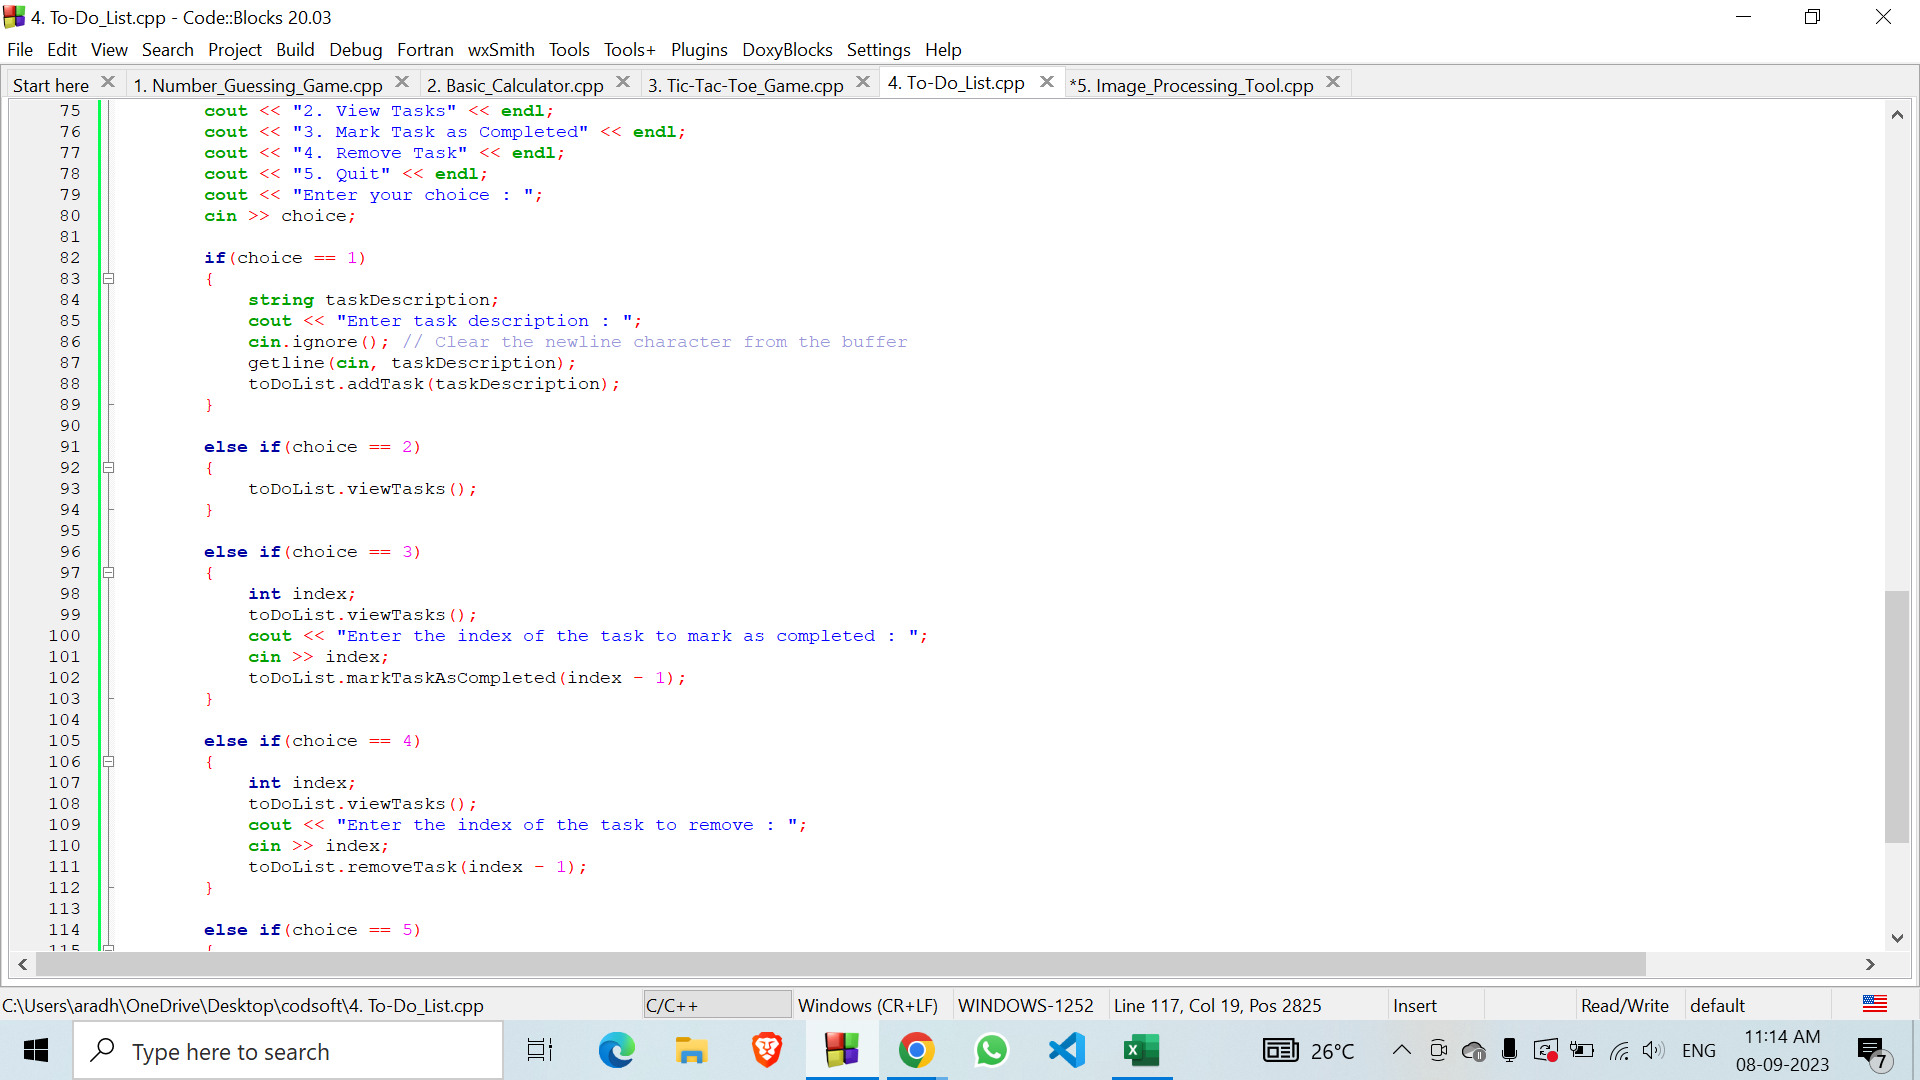 4. To-Do_List.cpp - Code::Blocks 20.03
File Edit View Search Project Build Debug Fortran wxSmith Tools Tools+ Plugins DoxyBlocks Settings Help
Start here 1. Number_Guessing_Game.cpp 2. Basic_Calculator.cpp 3. Tic-Tac-Toe_Game.cpp 4. To-Do_List.cpp *5. Image_Processing_Tool.cpp
75 cout << "2. View Tasks" << endl;
76 cout << "3. Mark Task as Completed" << endl;
77 cout << "4. Remove Task" << endl;
78 cout << "5. Quit" << endl;
79 cout << "Enter your choice : ";
80 cin >> choice;
81
82 if(choice == 1)
83 {
84 string taskDescription;
85 cout << "Enter task description : ";
86 cin.ignore(); // Clear the newline character from the buffer
87 getline(cin, taskDescription);
88 toDoList.addTask(taskDescription);
89 }
90
91 else if(choice == 2)
92 {
93 toDoList.viewTasks();
94 }
95
96 else if(choice == 3)
97 {
98 int index;
99 toDoList.viewTasks();
100 cout << "Enter the index of the task to mark as completed : ";
101 cin >> index;
102 toDoList.markTaskAsCompleted(index - 1);
103 }
104
105 else if(choice == 4)
106 {
107 int index;
108 toDoList.viewTasks();
109 cout << "Enter the index of the task to remove : ";
110 cin >> index;
111 toDoList.removeTask(index - 1);
112 }
113
114 else if(choice == 5)
115 {
C:\Users\aradh\OneDrive\Desktop\codsoft\4. To-Do_List.cpp C/C++ Windows (CR+LF) WINDOWS-1252 Line 117, Col 19, Pos 2825 Insert Read/Write default
Type here to search 26°C ENG 11:14 AM
08-09-2023 7